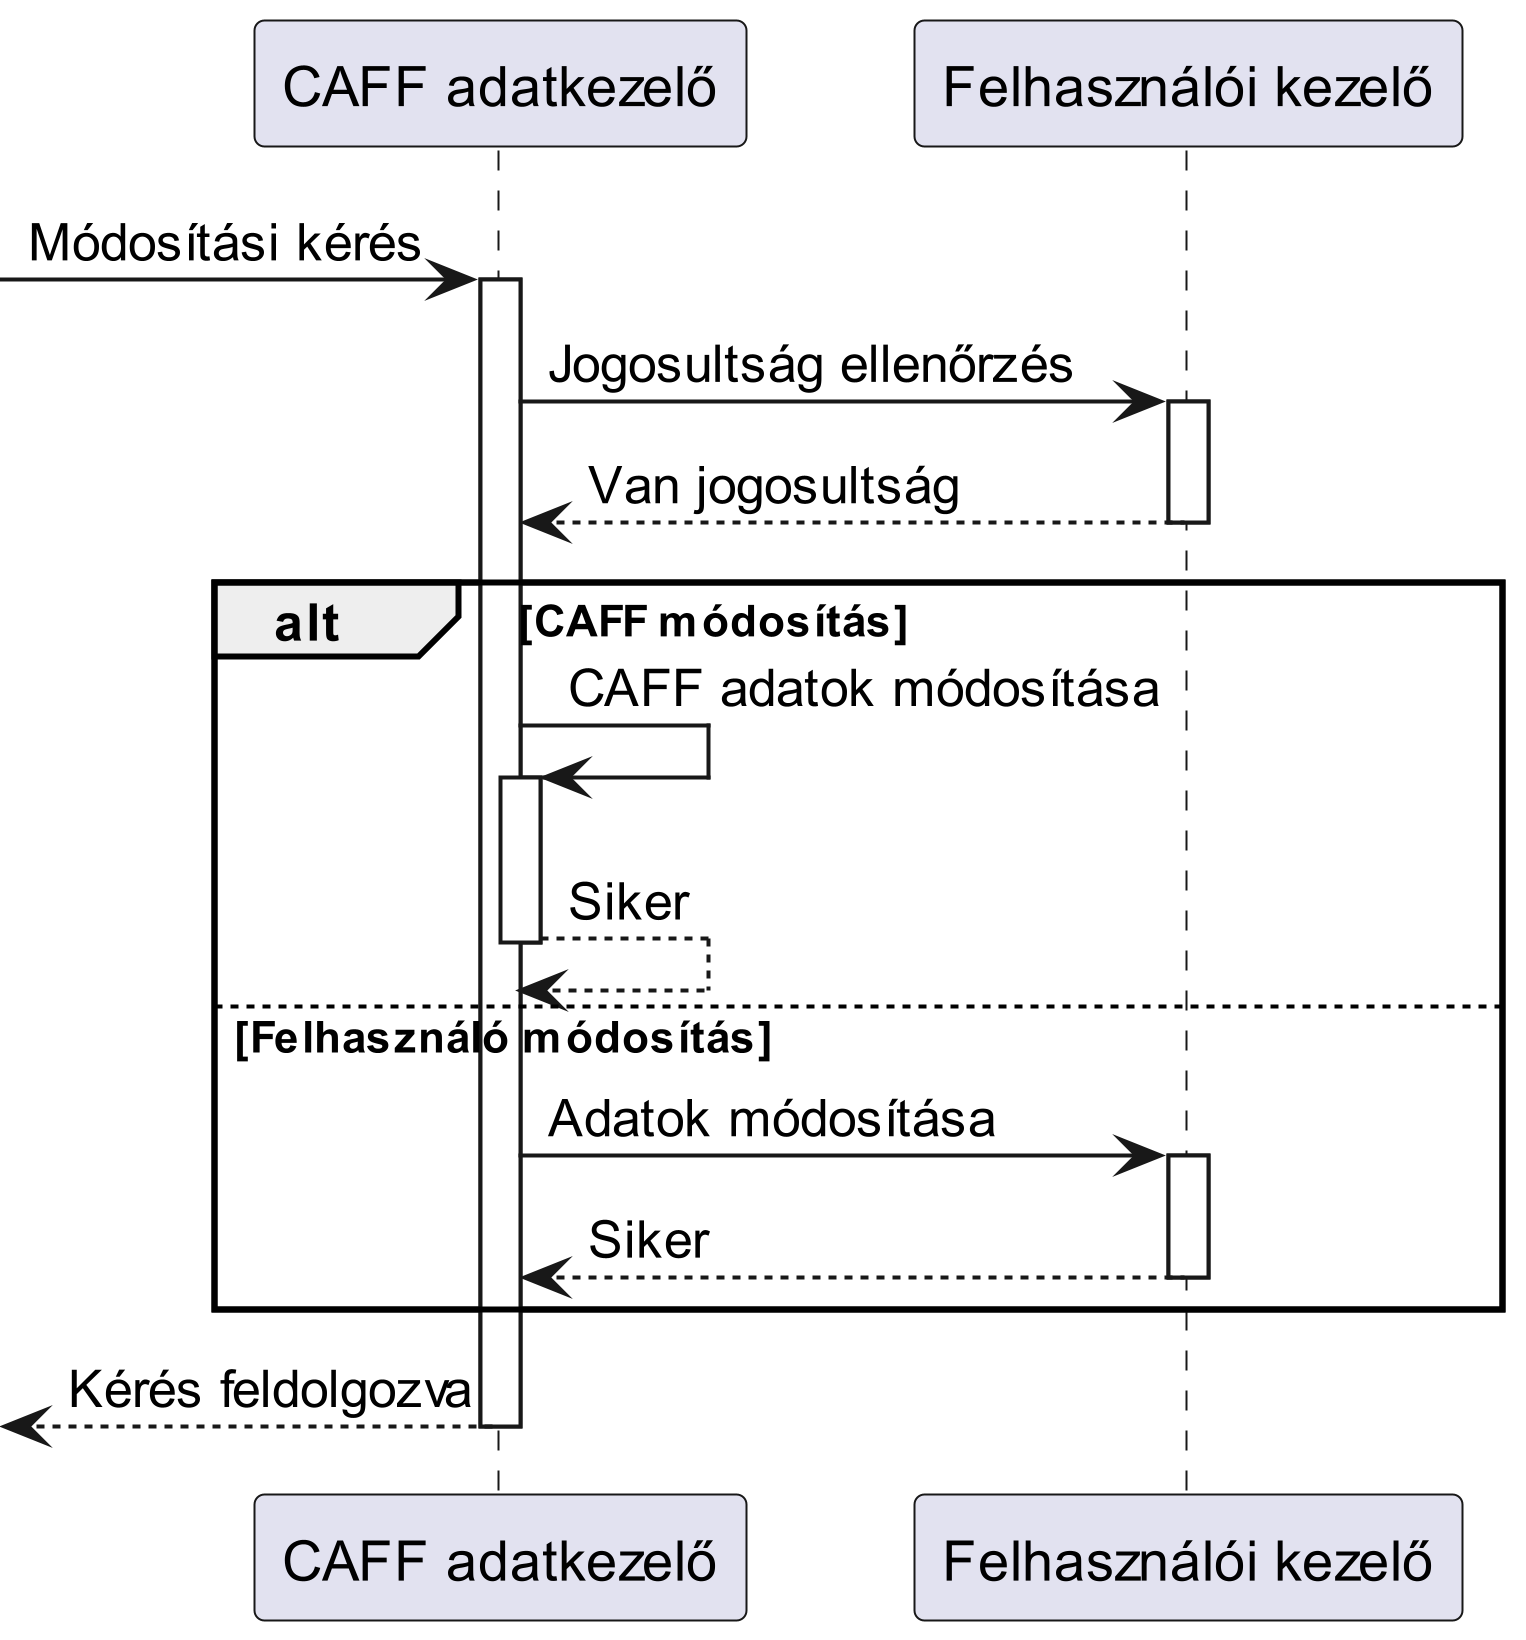 CAFF adatkezelő
Felhasználói kezelő
Módosítási kérés
Jogosultság ellenőrzés
Van jogosultság
alt
[CAFF módosítás]
CAFF adatok módosítása
Siker
[Felhasználó módosítás]
Adatok módosítása
Siker
Kérés feldolgozva
CAFF adatkezelő
Felhasználói kezelő